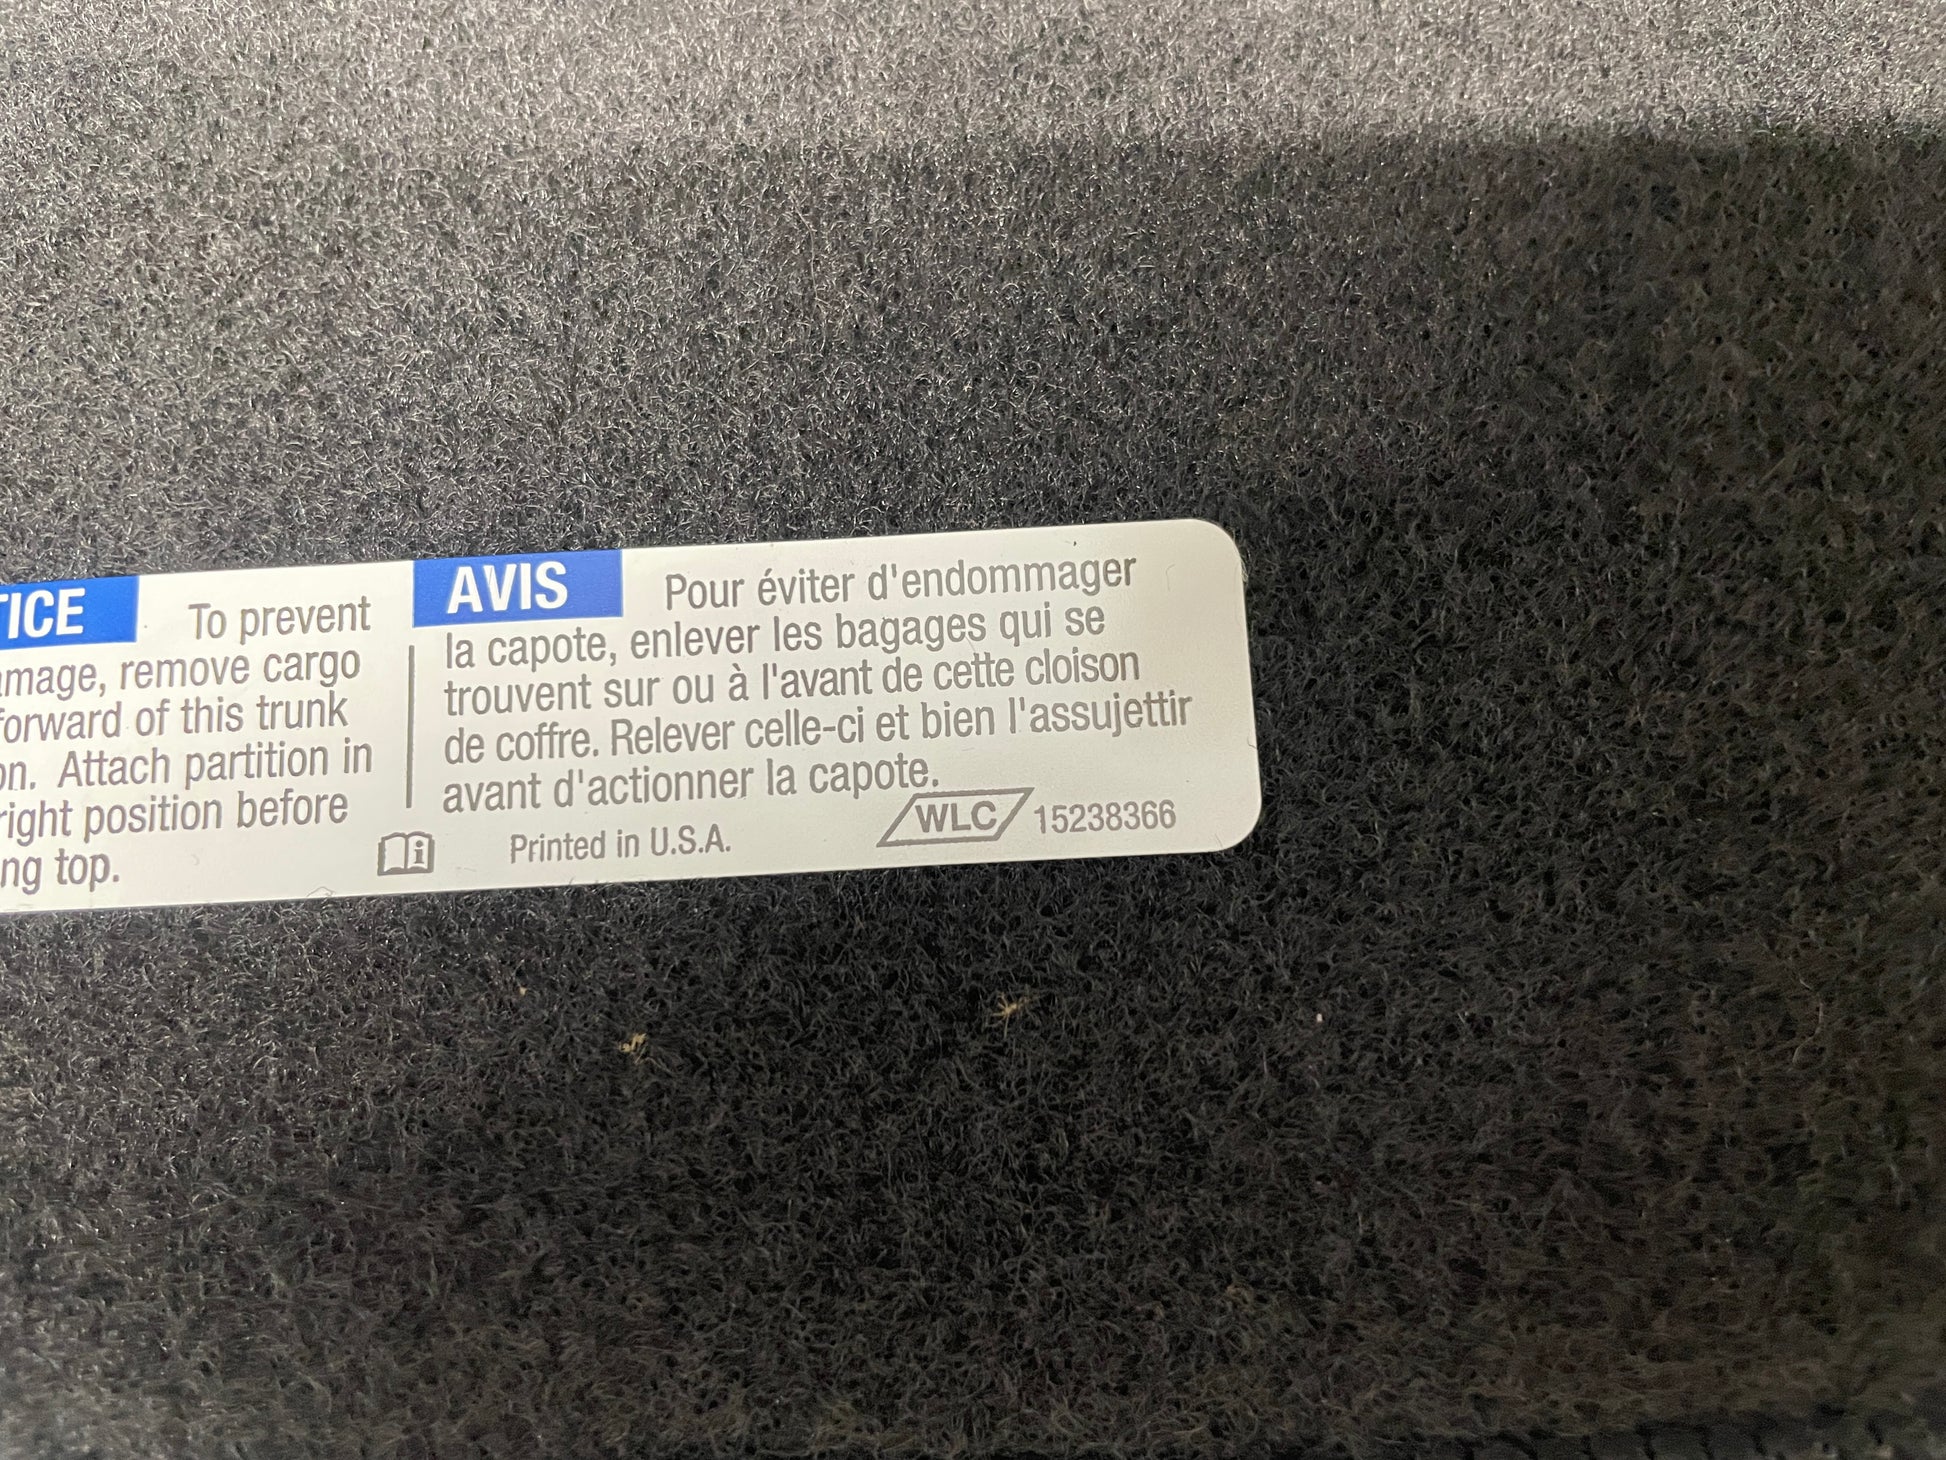 TICE To prevent
amage, remove cargo
forward of this trunk
on. Attach partition in
right position before
ng top.
AVIS Pour éviter d'endommager
la capote, enlever les bagages qui se
trouvent sur ou à l'avant de cette cloison
de coffre. Relever celle-ci et bien l'assujettir
avant d'actionner la capote.
Printed in U.S.A. WLC 15238366